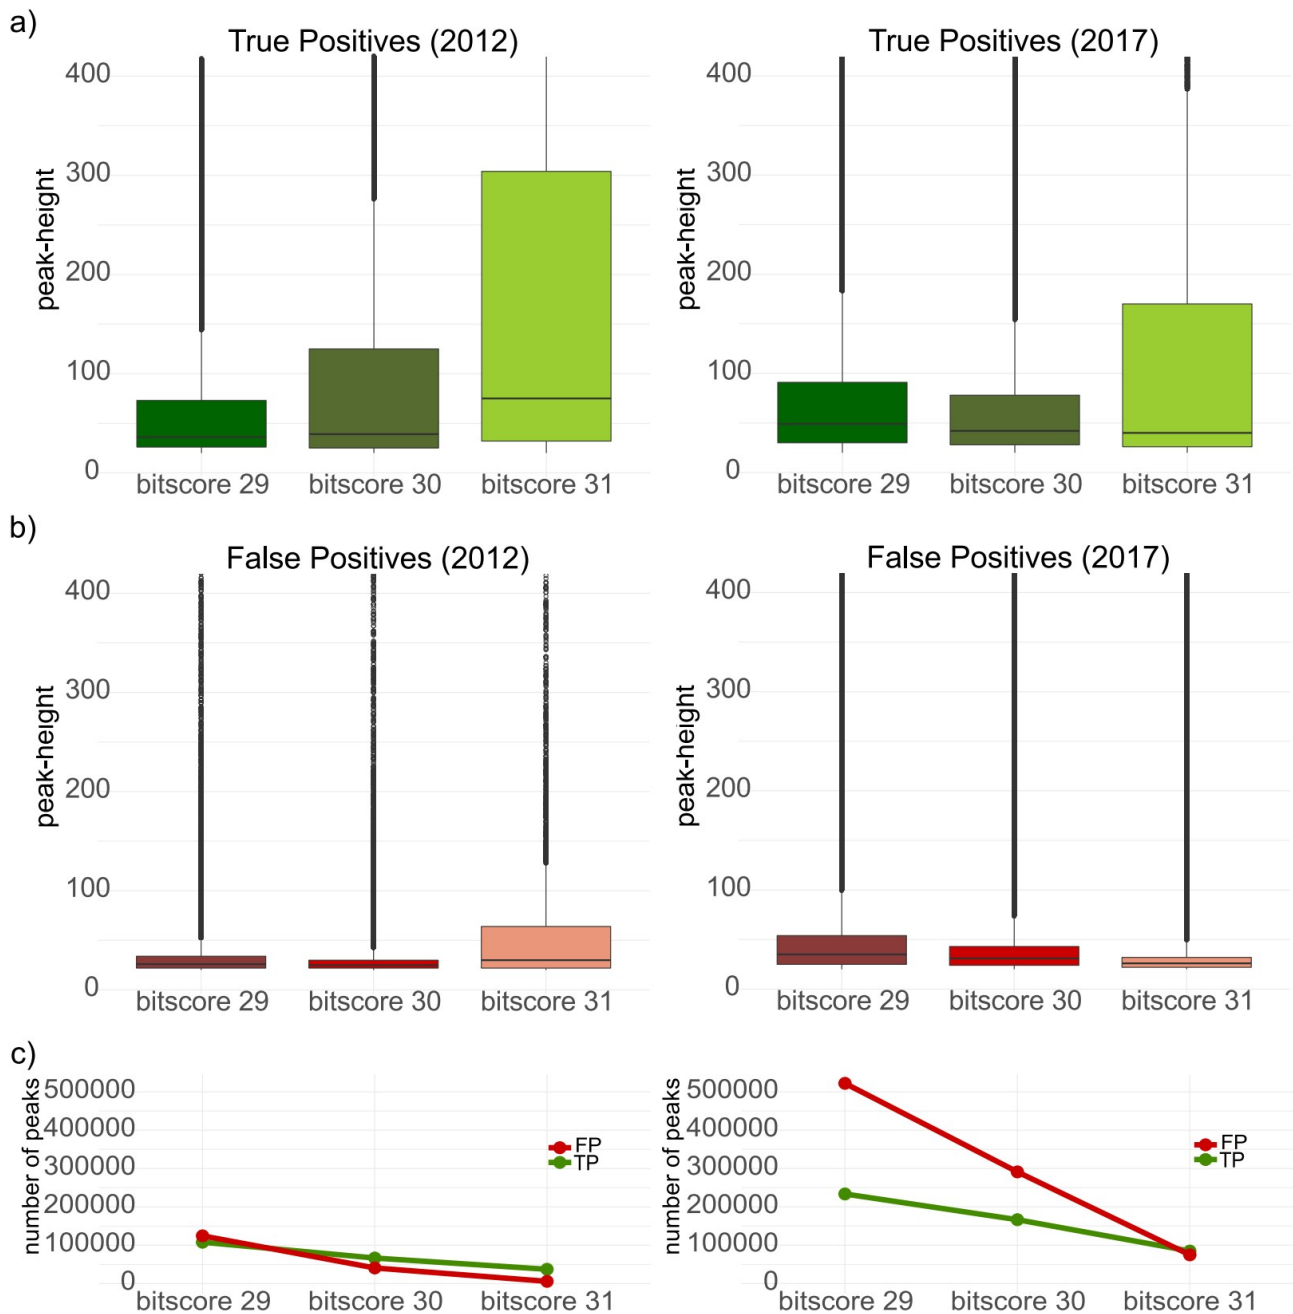 a)
True Positives (2012)
peak-height
400
300
200
100
0
bitscore 29 bitscore 30 bitscore 31
True Positives (2017)
peak-height
400
300
200
100
0
bitscore 29 bitscore 30 bitscore 31
b)
False Positives (2012)
peak-height
400
300
200
100
0
bitscore 29 bitscore 30 bitscore 31
False Positives (2017)
peak-height
400
300
200
100
0
bitscore 29 bitscore 30 bitscore 31
c)
number of peaks
500000
400000
300000
200000
100000
0
FP
TP
bitscore 29 bitscore 30 bitscore 31
number of peaks
500000
400000
300000
200000
100000
0
FP
TP
bitscore 29 bitscore 30 bitscore 31